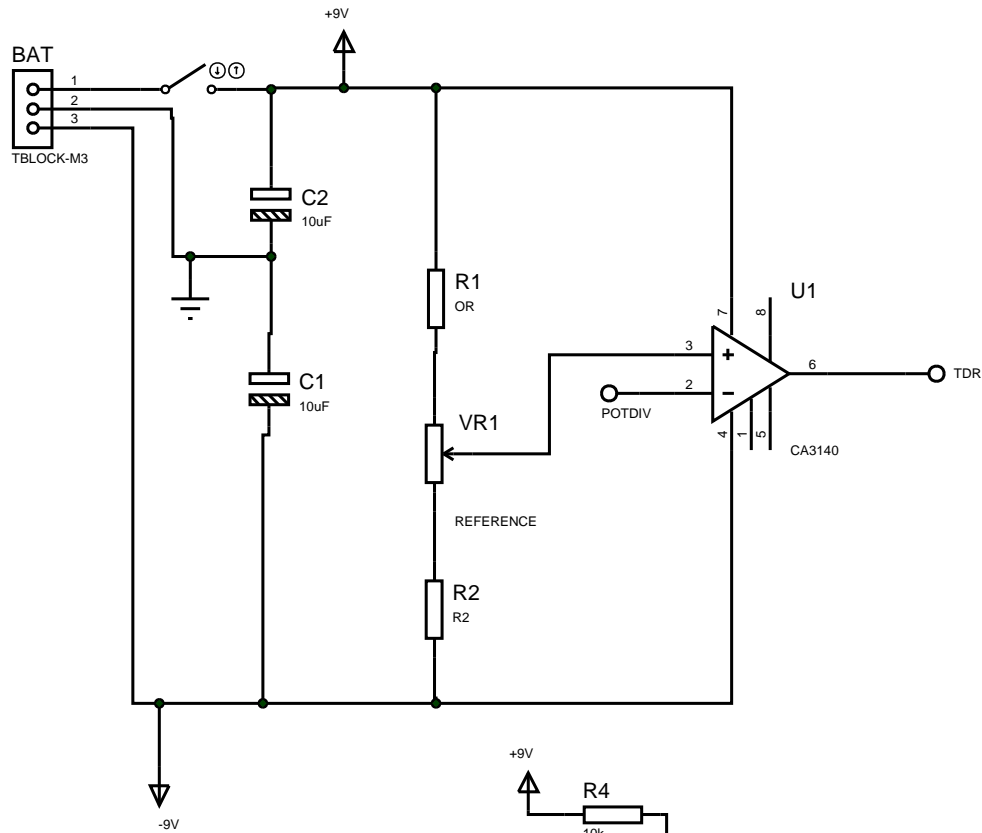 +9V
BAT
1
2
3
TBLOCK-M3
C2
10uF
R1
OR
U1
7
8
3
6
TDR
2
POTDIV
4
1
5
CA3140
C1
10uF
VR1
REFERENCE
R2
R2
+9V
R4
10k
-9V